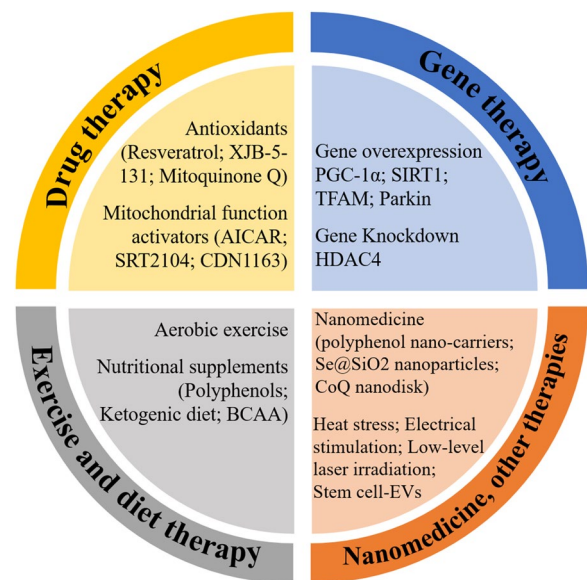 Drug therapy
Antioxidants
(Resveratrol; XJB-5-
131; Mitoquinone Q)
Mitochondrial function
activators (AICAR;
SRT2104; CDN1163)
Gene therapy
Gene overexpression
PGC-1α; SIRT1;
TFAM; Parkin
Gene Knockdown
HDAC4
Exercise and diet therapy
Aerobic exercise
Nutritional supplements
(Polyphenols;
Ketogenic diet; BCAA)
Nanomedicine, other therapies
Nanomedicine
(polyphenol nano-carriers;
Se@SiO2 nanoparticles;
CoQ nanodisk)
Heat stress; Electrical
stimulation; Low-level
laser irradiation;
Stem cell-EVs